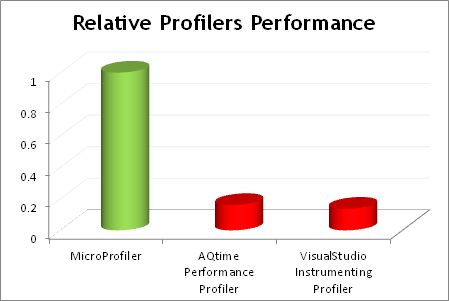 Relative Profilers Performance
1
0.8
0.6
0.4
0.2
0
MicroProfiler
AQtime
Performance
Profiler
VisualStudio
Instrumenting
Profiler